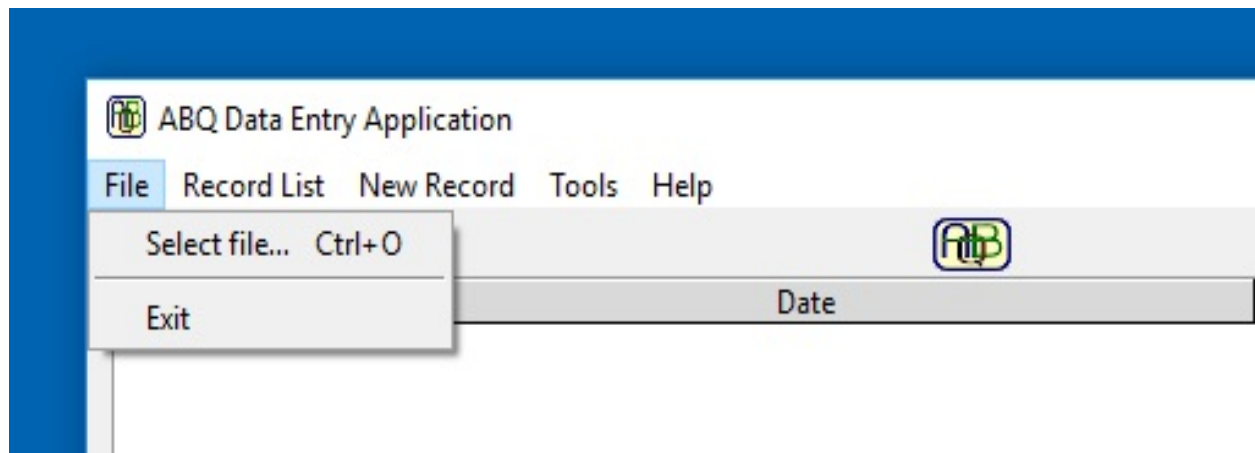 ABQ Data Entry Application
File Record List New Record Tools Help
Select file... Ctrl+O
Exit
Date